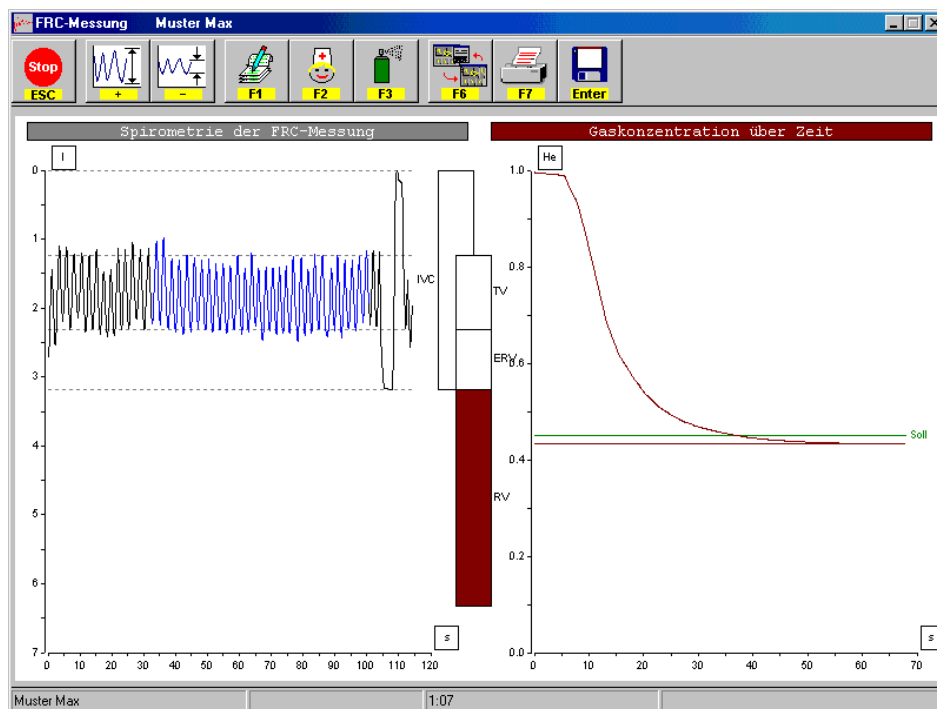 FRC-Messung Muster Max
Stop
ESC
+
-
F1
F2
F3
F6
F7
Enter
Spirometrie der FRC-Messung
l
0
1
2
3
4
5
6
7
0 10 20 30 40 50 60 70 80 90 100 110 120
s
IVC
TV
ERV
RV
Gaskonzentration über Zeit
He
1.0
0.8
0.6
0.4
0.2
0.0
Soll
0 10 20 30 40 50 60 70
s
Muster Max 1:07